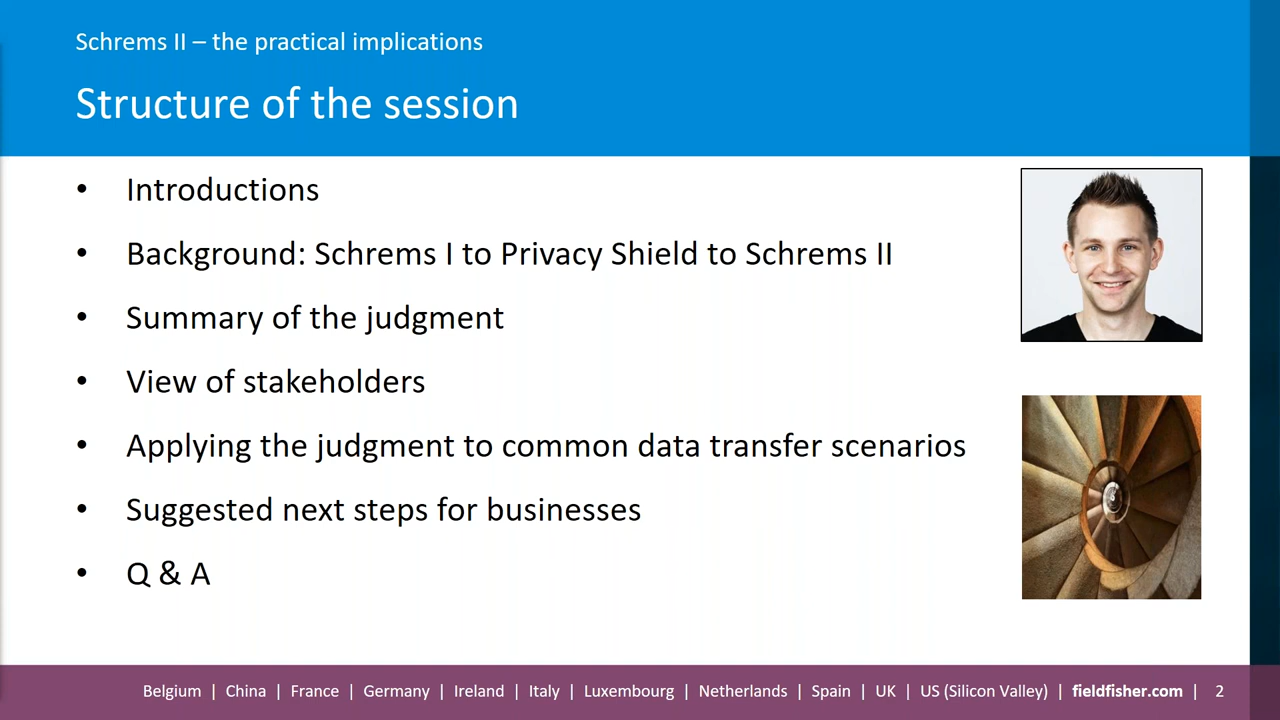 Schrems II – the practical implications
Structure of the session
• Introductions
• Background: Schrems I to Privacy Shield to Schrems II
• Summary of the judgment
• View of stakeholders
• Applying the judgment to common data transfer scenarios
• Suggested next steps for businesses
• Q & A
Belgium | China | France | Germany | Ireland | Italy | Luxembourg | Netherlands | Spain | UK | US (Silicon Valley) | fieldfisher.com | 2